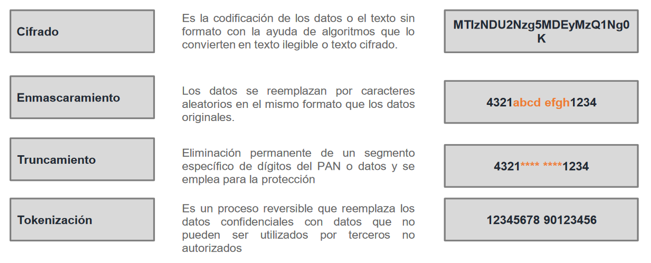 Cifrado
Es la codificación de los datos o el texto sin
formato con la ayuda de algoritmos que lo
convierten en texto ilegible o texto cifrado.
MTIzNDU2Nzg5MDEyMzQ1Ng0
K
Enmascaramiento
Los datos se reemplazan por caracteres
aleatorios en el mismo formato que los datos
originales.
4321abcd efgh1234
Truncamiento
Eliminación permanente de un segmento
específico de dígitos del PAN o datos y se
emplea para la protección
4321**** ****1234
Tokenización
Es un proceso reversible que reemplaza los
datos confidenciales con datos que no
pueden ser utilizados por terceros no
autorizados
12345678 90123456